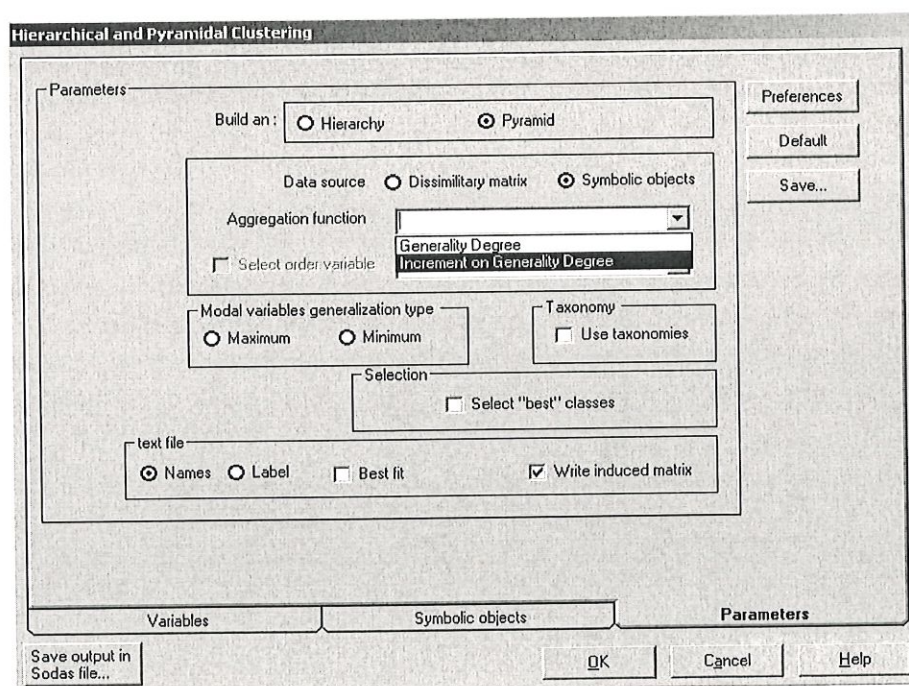 Hierarchical and Pyramidal Clustering
Parameters
Build an :
Hierarchy
Pyramid
Preferences
Default
Save...
Data source
Dissimilitary matrix
Symbolic objects
Aggregation function
Generality Degree
Increment on Generality Degree
Select order variable
Modal variables generalization type
Maximum
Minimum
Taxonomy
Use taxonomies
Selection
Select "best" classes
text file
Names
Label
Best fit
Write induced matrix
Variables
Symbolic objects
Parameters
Save output in
Sodas file...
OK
Cancel
Help